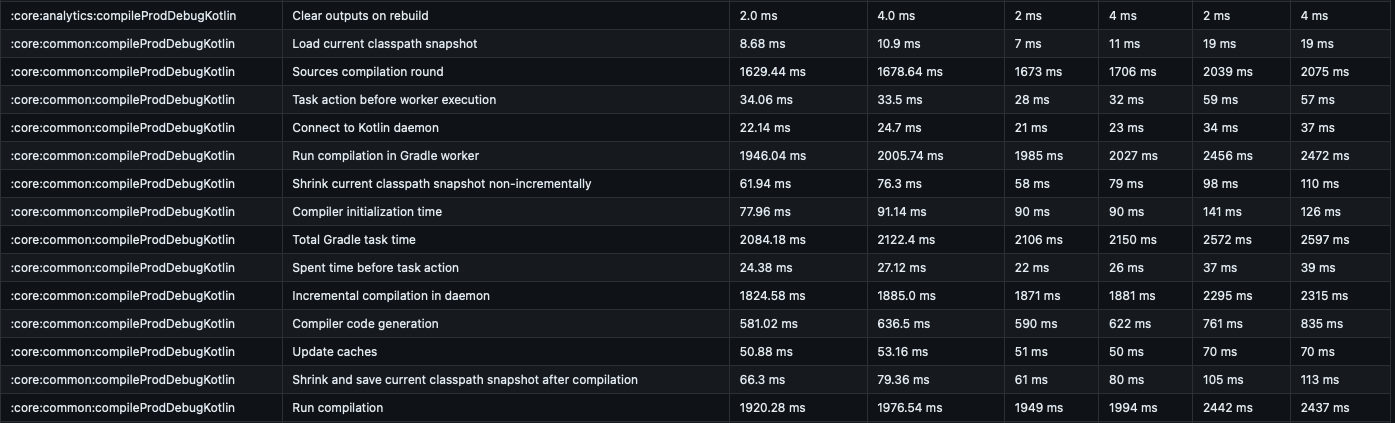 :core:analytics:compileProdDebugKotlin Clear outputs on rebuild 2.0 ms 4.0 ms 2 ms 4 ms 2 ms 4 ms
:core:common:compileProdDebugKotlin Load current classpath snapshot 8.68 ms 10.9 ms 7 ms 11 ms 19 ms 19 ms
:core:common:compileProdDebugKotlin Sources compilation round 1629.44 ms 1678.64 ms 1673 ms 1706 ms 2039 ms 2075 ms
:core:common:compileProdDebugKotlin Task action before worker execution 34.06 ms 33.5 ms 28 ms 32 ms 59 ms 57 ms
:core:common:compileProdDebugKotlin Connect to Kotlin daemon 22.14 ms 24.7 ms 21 ms 23 ms 34 ms 37 ms
:core:common:compileProdDebugKotlin Run compilation in Gradle worker 1946.04 ms 2005.74 ms 1985 ms 2027 ms 2456 ms 2472 ms
:core:common:compileProdDebugKotlin Shrink current classpath snapshot non-incrementally 61.94 ms 76.3 ms 58 ms 79 ms 98 ms 110 ms
:core:common:compileProdDebugKotlin Compiler initialization time 77.96 ms 91.14 ms 90 ms 90 ms 141 ms 126 ms
:core:common:compileProdDebugKotlin Total Gradle task time 2084.18 ms 2122.4 ms 2106 ms 2150 ms 2572 ms 2597 ms
:core:common:compileProdDebugKotlin Spent time before task action 24.38 ms 27.12 ms 22 ms 26 ms 37 ms 39 ms
:core:common:compileProdDebugKotlin Incremental compilation in daemon 1824.58 ms 1885.0 ms 1871 ms 1881 ms 2295 ms 2315 ms
:core:common:compileProdDebugKotlin Compiler code generation 581.02 ms 636.5 ms 590 ms 622 ms 761 ms 835 ms
:core:common:compileProdDebugKotlin Update caches 50.88 ms 53.16 ms 51 ms 50 ms 70 ms 70 ms
:core:common:compileProdDebugKotlin Shrink and save current classpath snapshot after compilation 66.3 ms 79.36 ms 61 ms 80 ms 105 ms 113 ms
:core:common:compileProdDebugKotlin Run compilation 1920.28 ms 1976.54 ms 1949 ms 1994 ms 2442 ms 2437 ms